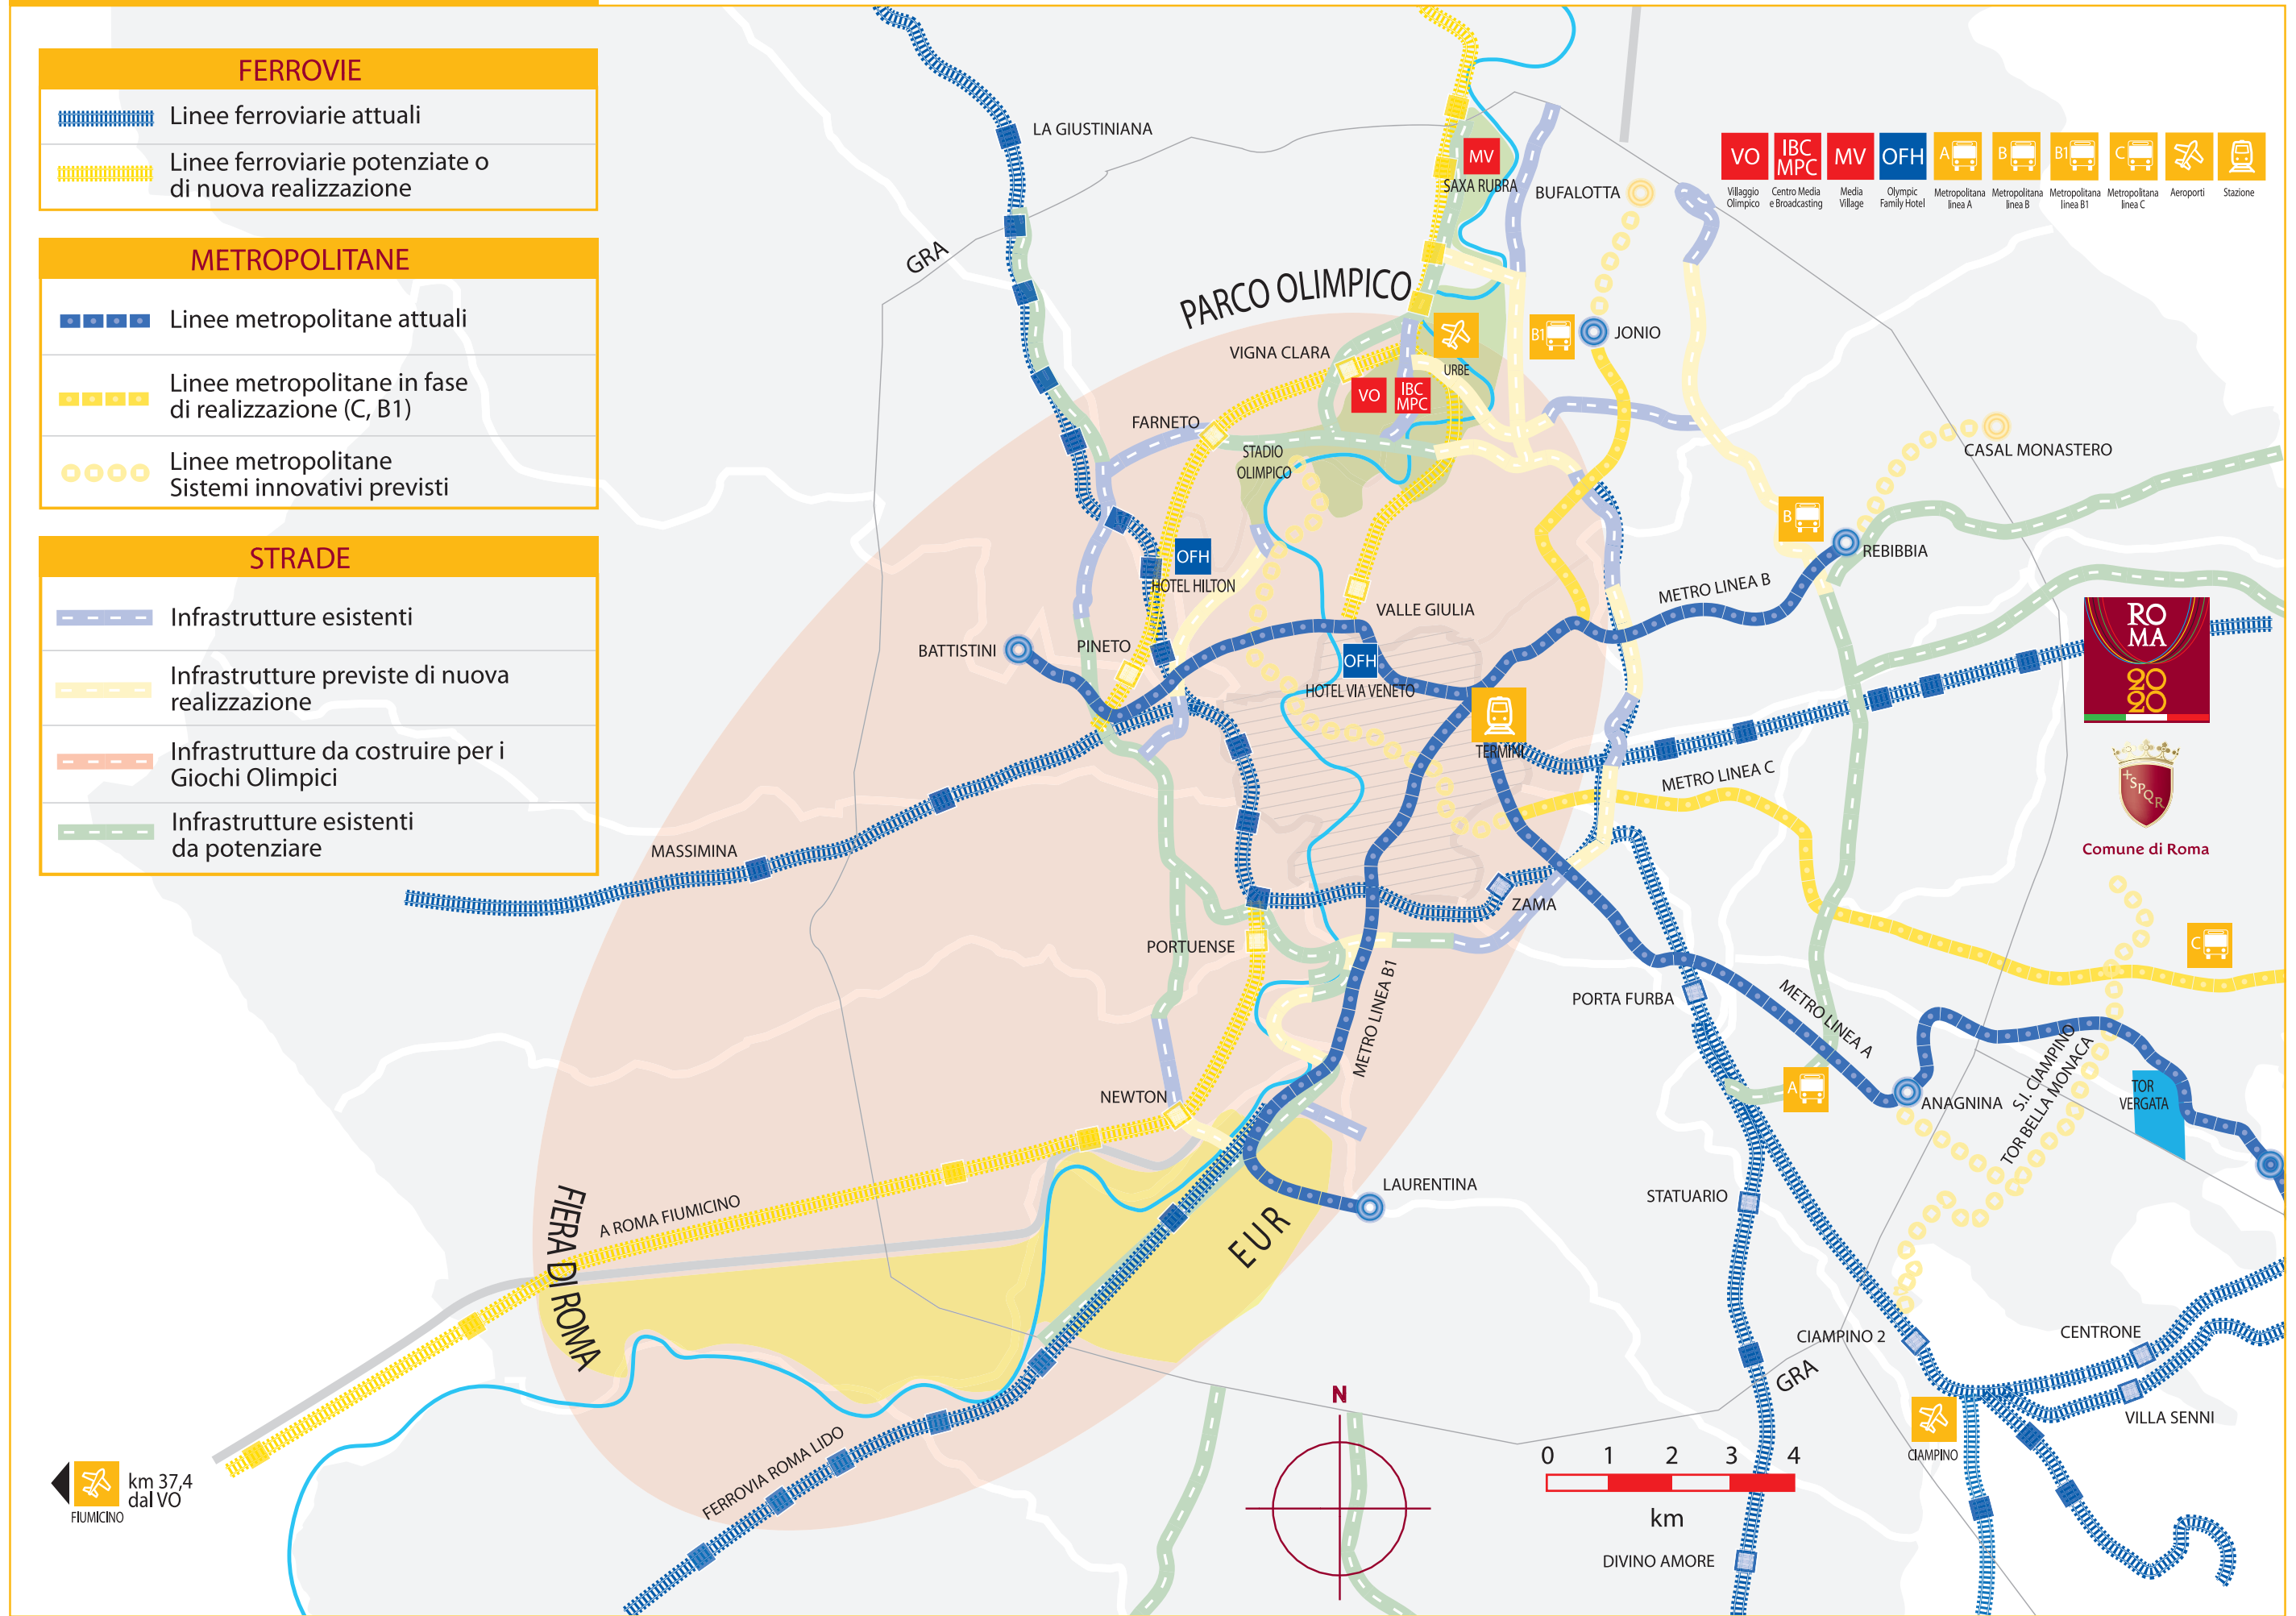 FERROVIE
Linee ferroviarie attuali
Linee ferroviarie potenziate o
di nuova realizzazione
METROPOLITANE
Linee metropolitane attuali
Linee metropolitane in fase
di realizzazione (C, B1)
Linee metropolitane
Sistemi innovativi previsti
STRADE
Infrastrutture esistenti
Infrastrutture previste di nuova
realizzazione
Infrastrutture da costruire per i
Giochi Olimpici
Infrastrutture esistenti
da potenziare
VO
Villaggio
Olimpico
IBC
MPC
Centro Media
e Broadcasting
MV
Media
Village
OFH
Olympic
Family Hotel
A
Metropolitana
linea A
B
Metropolitana
linea B
B1
Metropolitana
linea B1
C
Metropolitana
linea C
Aeroporti
Stazione
LA GIUSTINIANA
GRA
MV
SAXA RUBRA
BUFALOTTA
PARCO OLIMPICO
URBE
B1
JONIO
VIGNA CLARA
VO
IBC
MPC
FARNETO
STADIO
OLIMPICO
CASAL MONASTERO
B
REBIBBIA
OFH
HOTEL HILTON
METRO LINEA B
VALLE GIULIA
BATTISTINI
PINETO
OFH
HOTEL VIA VENETO
TERMINI
METRO LINEA C
RO
MA
20
20
SPQR
Comune di Roma
MASSIMINA
ZAMA
PORTUENSE
C
METRO LINEA B1
PORTA FURBA
METRO LINEA A
A
ANAGNINA
S.I. CIAMPINO
TOR BELLA MONACA
TOR
VERGATA
NEWTON
LAURENTINA
STATUARIO
A ROMA FIUMICINO
EUR
FIERA DI ROMA
CIAMPINO 2
CENTRONE
GRA
VILLA SENNI
CIAMPINO
FERROVIA ROMA LIDO
N
0 1 2 3 4
km
DIVINO AMORE
km 37,4
dal VO
FIUMICINO